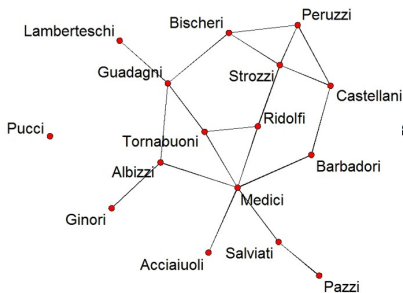 Peruzzi
Bischeri
Lamberteschi
Strozzi
Guadagni
Castellani
Ridolfi
Pucci
Tornabuoni
Barbadori
Albizzi
Medici
Ginori
Salviati
Acciaiuoli
Pazzi